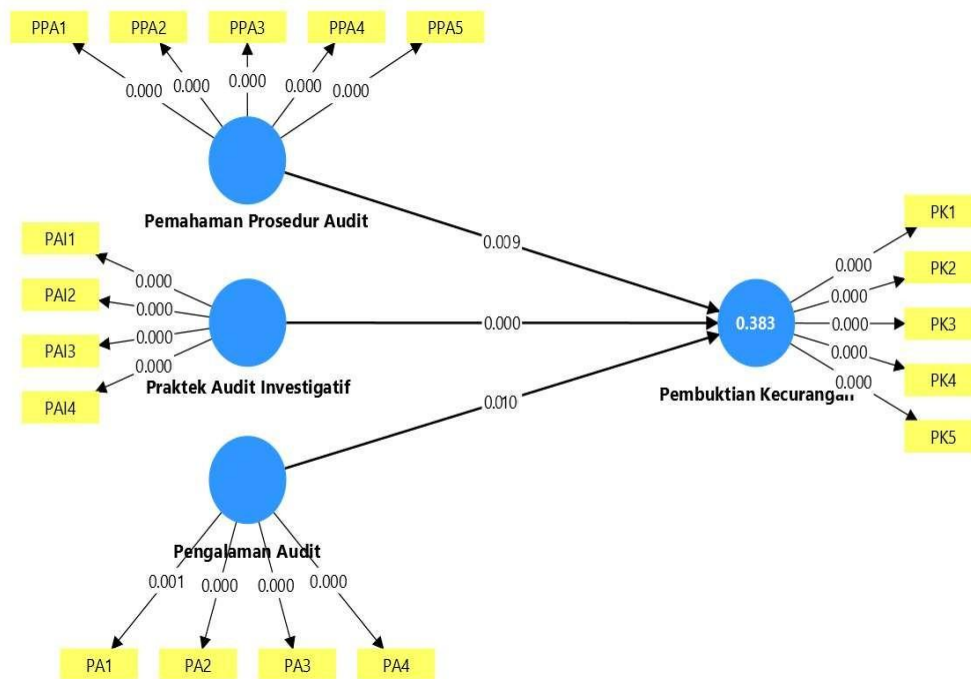 PPA1
PPA2
PPA3
PPA4
PPA5
0.000
0.000
0.000
0.000
0.000
Pemahaman Prosedur Audit
0.009
PAI1
PAI2
PAI3
PAI4
0.000
0.000
0.000
0.000
Praktek Audit Investigatif
0.000
0.383
Pembuktian Kecurangan
PK1
PK2
PK3
PK4
PK5
0.000
0.000
0.000
0.000
0.000
0.010
Pengalaman Audit
0.001
0.000
0.000
0.000
PA1
PA2
PA3
PA4